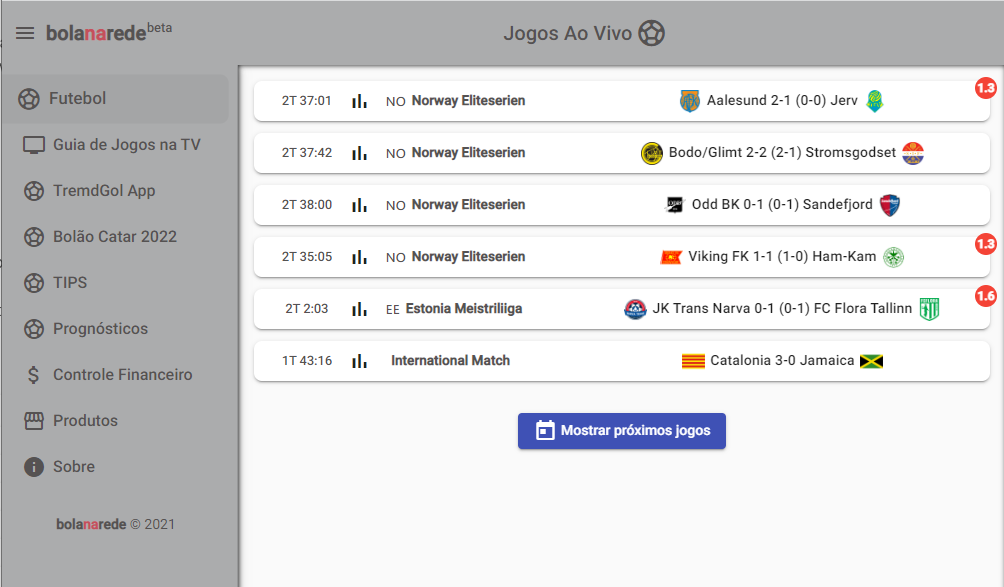 bolanaredebeta
Jogos Ao Vivo
Futebol
Guia de Jogos na TV
TremdGol App
Bolão Catar 2022
TIPS
Prognósticos
Controle Financeiro
Produtos
Sobre
bolanarede © 2021
2T 37:01 NO Norway Eliteserien Aalesund 2-1 (0-0) Jerv 1.3
2T 37:42 NO Norway Eliteserien Bodo/Glimt 2-2 (2-1) Stromsgodset
2T 38:00 NO Norway Eliteserien Odd BK 0-1 (0-1) Sandefjord
2T 35:05 NO Norway Eliteserien Viking FK 1-1 (1-0) Ham-Kam 1.3
2T 2:03 EE Estonia Meistriliiga JK Trans Narva 0-1 (0-1) FC Flora Tallinn 1.6
1T 43:16 International Match Catalonia 3-0 Jamaica
Mostrar próximos jogos